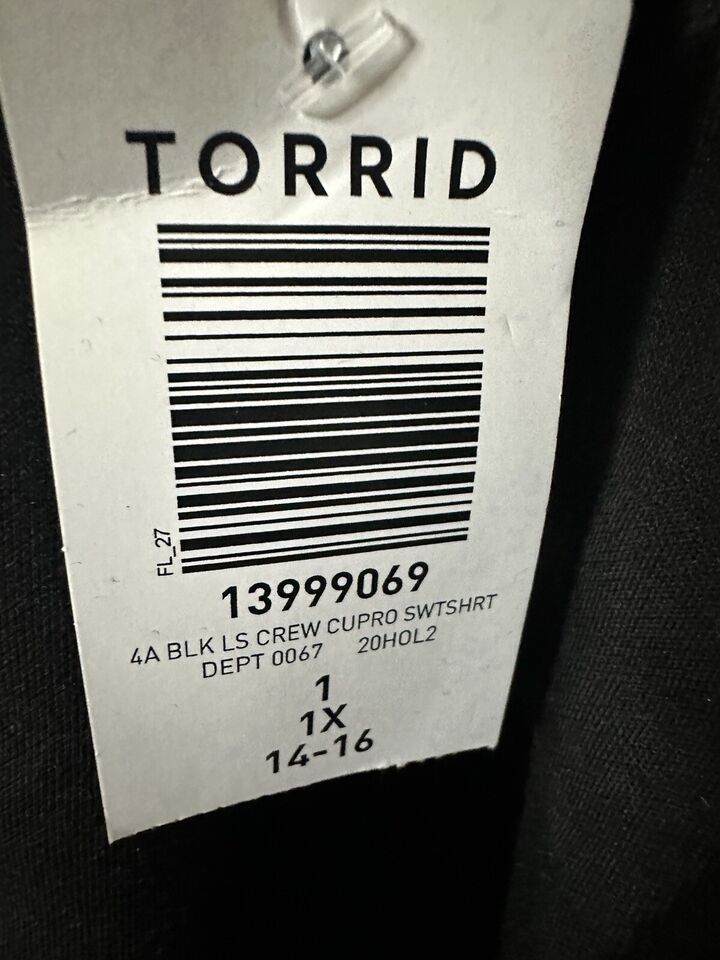 TORRID
FL_27
13999069
4A BLK LS CREW CUPRO SWTSHRT
DEPT 0067 20HOL2
1
1X
14-16